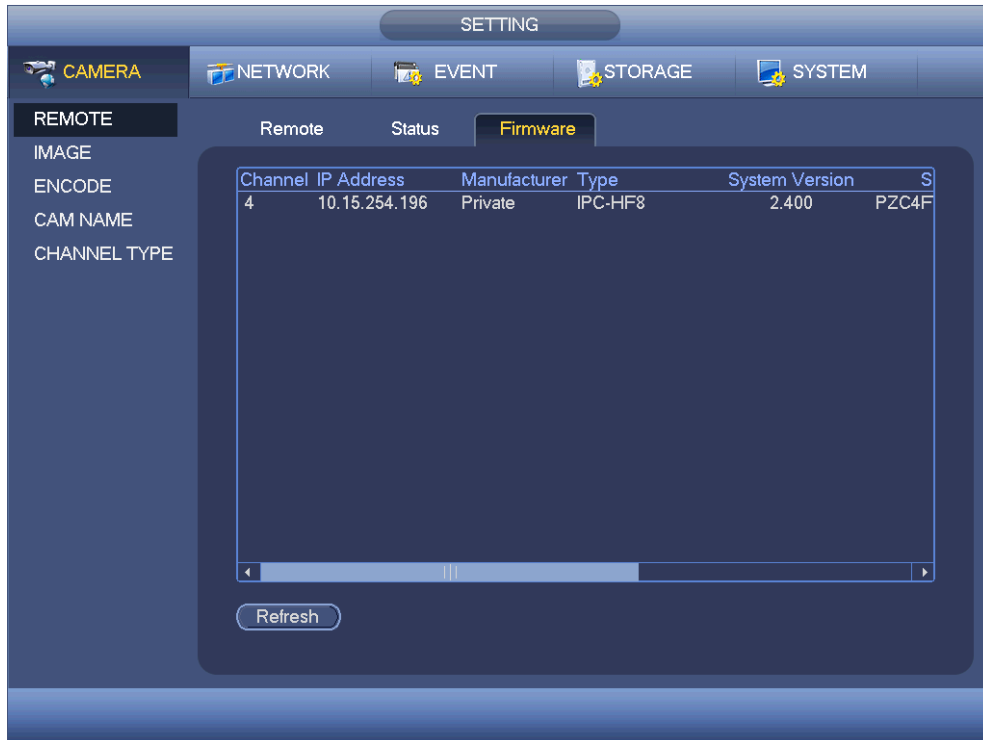 SETTING
CAMERA NETWORK EVENT STORAGE SYSTEM
REMOTE
IMAGE
ENCODE
CAM NAME
CHANNEL TYPE
Remote Status Firmware
Channel IP Address Manufacturer Type System Version S
4 10.15.254.196 Private IPC-HF8 2.400 PZC4F
Refresh